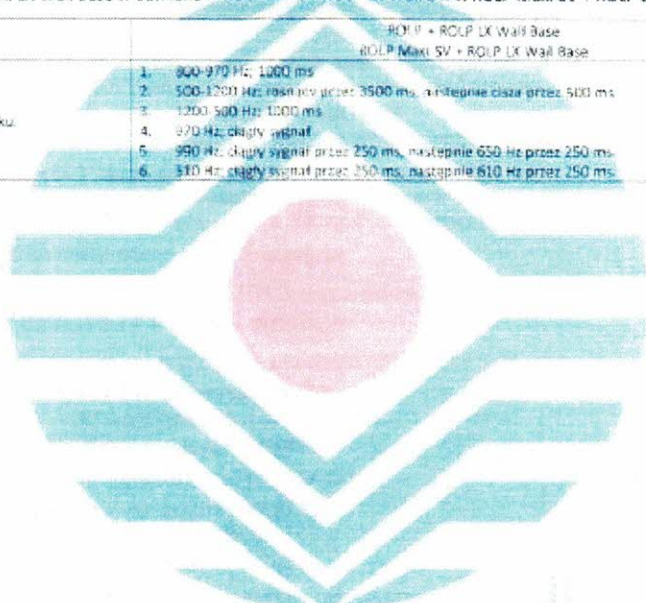 ROLP + ROLP LX Wall Base
ROLP Maxi SV + ROLP LX Wall Base
1. 800-970 Hz; 1000 ms
2. 500-1200 Hz; rosnący przez 3500 ms, następnie cisza przez 500 ms
3. 1200-500 Hz; 1000 ms
4. 970 Hz, ciągły sygnał
5. 990 Hz, ciągły sygnał przez 250 ms, następnie 650 Hz przez 250 ms
6. 510 Hz, ciągły sygnał przez 250 ms, następnie 610 Hz przez 250 ms